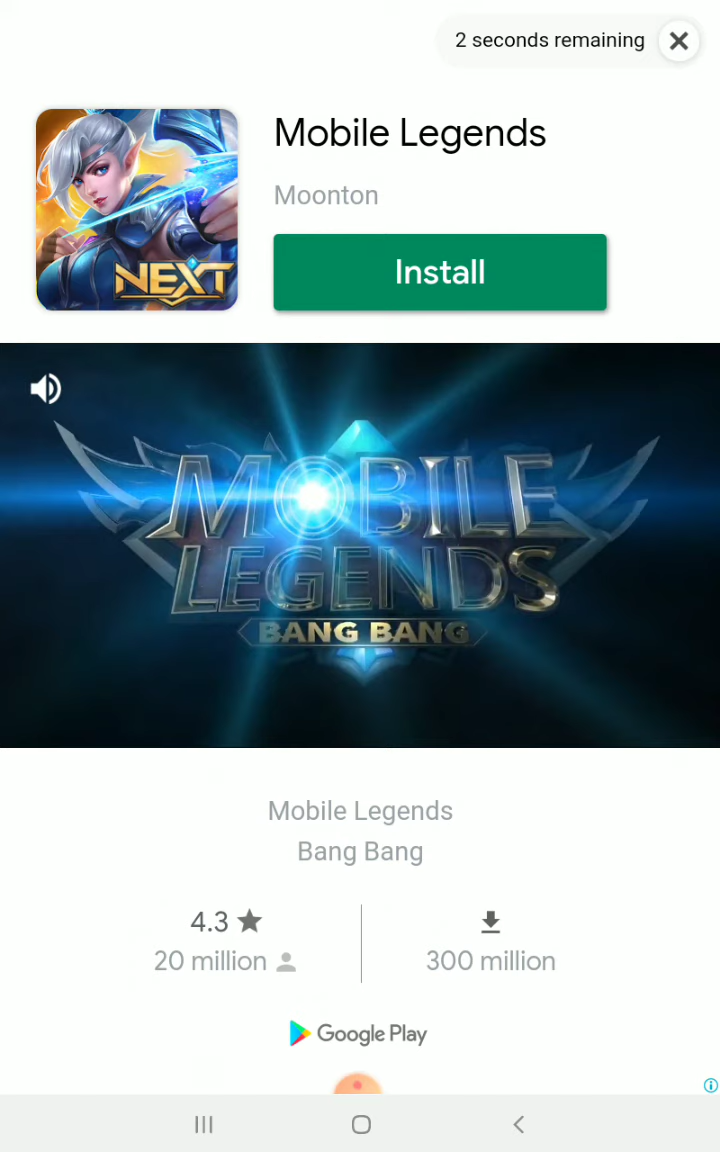 2 seconds remaining
Mobile Legends
Moonton
NEXT
Install
MOBILE
LEGENDS
BANG BANG
Mobile Legends
Bang Bang
4.3
20 million
300 million
Google Play